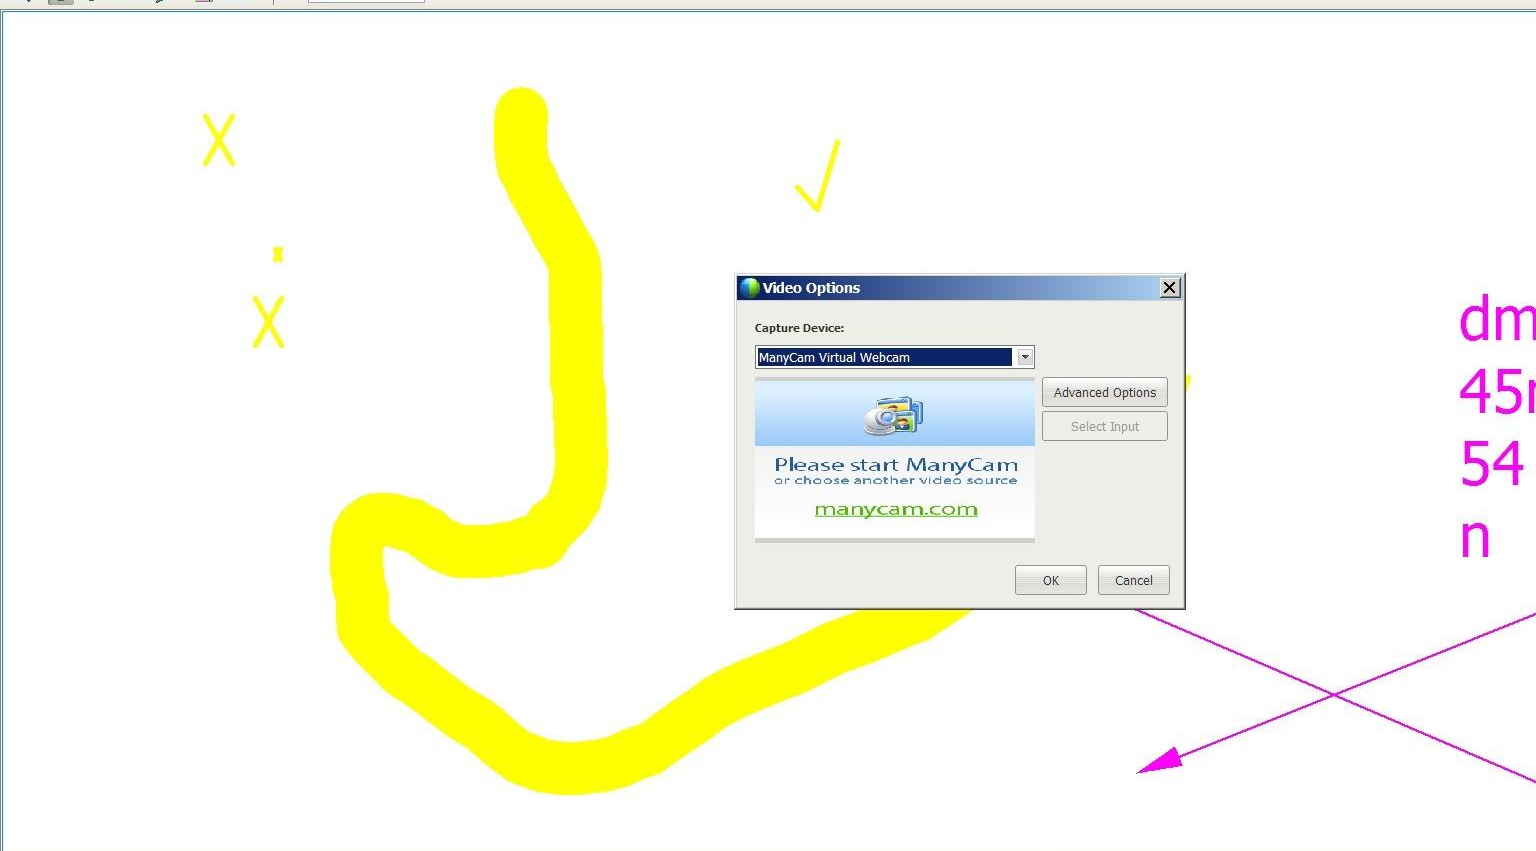 Video Options
Capture Device:
ManyCam Virtual Webcam
Advanced Options
Select Input
Please start ManyCam
or choose another video source
manycam.com
OK
Cancel
dm
45
54
n